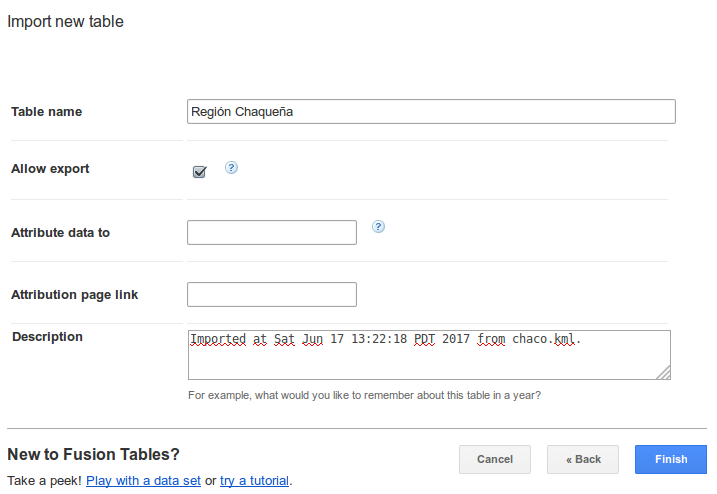 Import new table
Table name
Región Chaqueña
Allow export
?
Attribute data to
?
Attribution page link
Description
Imported at Sat Jun 17 13:22:18 PDT 2017 from chaco.kml.
For example, what would you like to remember about this table in a year?
New to Fusion Tables?
Cancel
« Back
Finish
Take a peek! Play with a data set or try a tutorial.